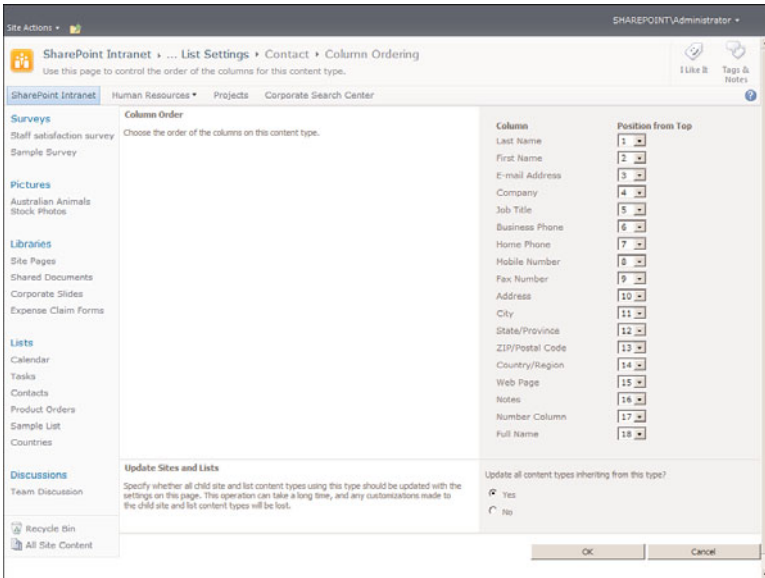 Site Actions
SHAREPOINT\Administrator
SharePoint Intranet ▸ ... List Settings ▸ Contact ▸ Column Ordering
Use this page to control the order of the columns for this content type.
I Like It
Tags & Notes
SharePoint Intranet Human Resources Projects Corporate Search Center
Surveys
Staff satisfaction survey
Sample Survey
Pictures
Australian Animals
Stock Photos
Libraries
Site Pages
Shared Documents
Corporate Slides
Expense Claim Forms
Lists
Calendar
Tasks
Contacts
Product Orders
Sample List
Countries
Discussions
Team Discussion
Recycle Bin
All Site Content
Column Order
Choose the order of the columns on this content type.
Column Position from Top
Last Name 1
First Name 2
E-mail Address 3
Company 4
Job Title 5
Business Phone 6
Home Phone 7
Mobile Number 8
Fax Number 9
Address 10
City 11
State/Province 12
ZIP/Postal Code 13
Country/Region 14
Web Page 15
Notes 16
Number Column 17
Full Name 18
Update Sites and Lists
Specify whether all child site and list content types using this type should be updated with the
settings on this page. This operation can take a long time, and any customizations made to
the child site and list content types will be lost.
Update all content types inheriting from this type?
Yes
No
OK Cancel